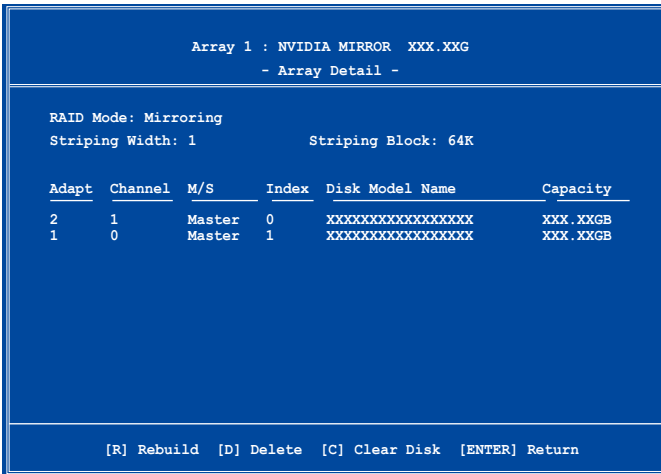 Array 1 : NVIDIA MIRROR XXX.XXG
- Array Detail -
RAID Mode: Mirroring
Striping Width: 1 Striping Block: 64K
Adapt Channel M/S Index Disk Model Name Capacity
2 1 Master 0 XXXXXXXXXXXXXXXXX XXX.XXGB
1 0 Master 1 XXXXXXXXXXXXXXXXX XXX.XXGB
[R] Rebuild [D] Delete [C] Clear Disk [ENTER] Return